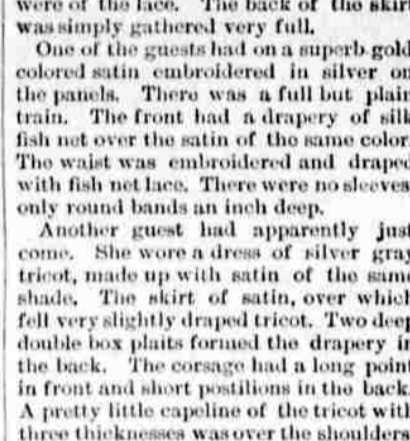 were of the lace. The back of the skirt
was simply gathered very full.
One of the guests had on a superb gold
colored satin embroidered in silver on
the panels. There was a full but plain
train. The front had a drapery of silk
fish net over the satin of the same color.
The waist was embroidered and draped
with fish net lace. There were no sleeves,
only round bands an inch deep.
Another guest had apparently just
come. She wore a dress of silver gray
tricot, made up with satin of the same
shade. The skirt of satin, over which
fell very slightly draped tricot. Two deep
double box plaits formed the drapery in
the back. The corsage had a long point
in front and short postilions in the back.
A pretty little capeline of the tricot with
three thicknesses was over the shoulders